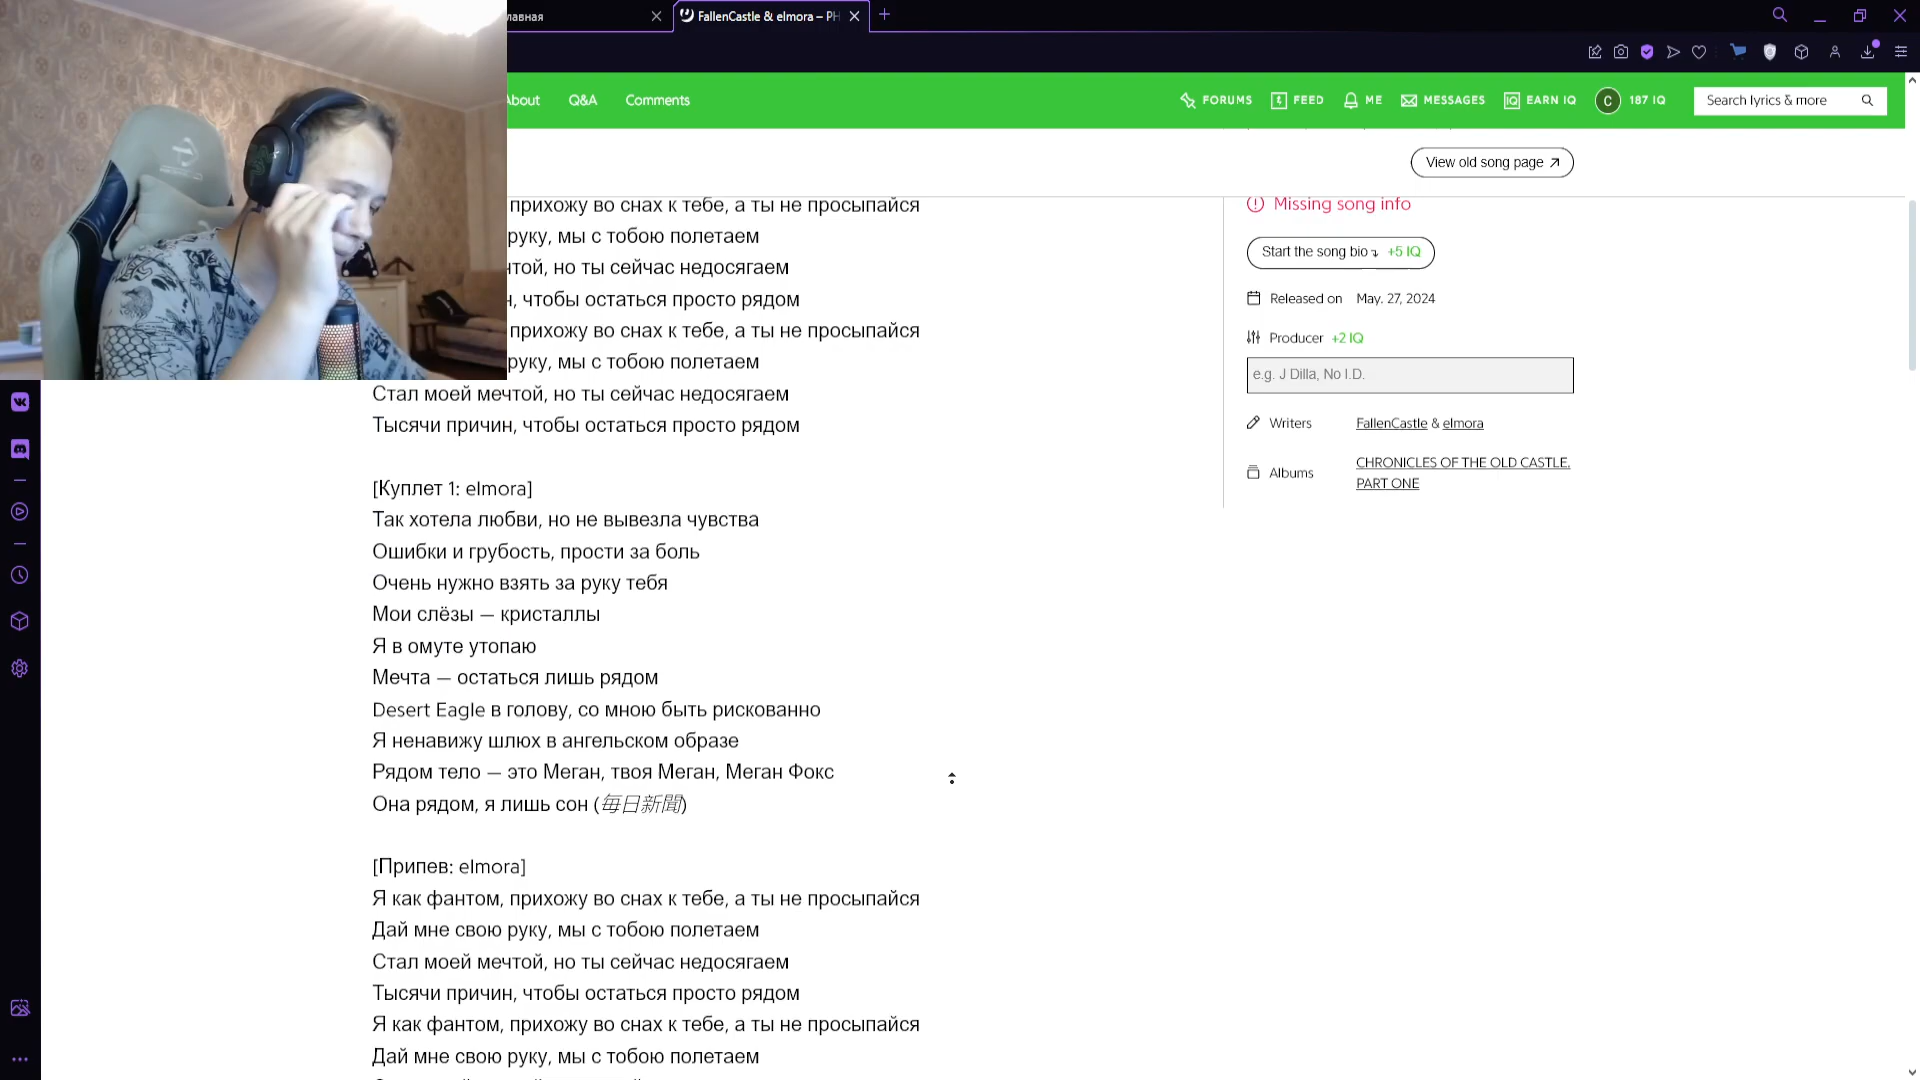 главная
FallenCastle & elmora – PH
About Q&A Comments
FORUMS FEED ME MESSAGES EARN IQ C 187 IQ Search lyrics & more
View old song page
прихожу во снах к тебе, а ты не просыпайся
руку, мы с тобою полетаем
той, но ты сейчас недосягаем
н, чтобы остаться просто рядом
прихожу во снах к тебе, а ты не просыпайся
руку, мы с тобою полетаем
Стал моей мечтой, но ты сейчас недосягаем
Тысячи причин, чтобы остаться просто рядом
[Куплет 1: elmora]
Так хотела любви, но не вывезла чувства
Ошибки и грубость, прости за боль
Очень нужно взять за руку тебя
Мои слёзы — кристаллы
Я в омуте утопаю
Мечта — остаться лишь рядом
Desert Eagle в голову, со мною быть рискованно
Я ненавижу шлюх в ангельском образе
Рядом тело — это Меган, твоя Меган, Меган Фокс
Она рядом, я лишь сон (毎日新聞)
[Припев: elmora]
Я как фантом, прихожу во снах к тебе, а ты не просыпайся
Дай мне свою руку, мы с тобою полетаем
Стал моей мечтой, но ты сейчас недосягаем
Тысячи причин, чтобы остаться просто рядом
Я как фантом, прихожу во снах к тебе, а ты не просыпайся
Дай мне свою руку, мы с тобою полетаем
Missing song info
Start the song bio +5 IQ
Released on May. 27, 2024
Producer +2 IQ
e.g. J Dilla, No I.D.
Writers FallenCastle & elmora
Albums CHRONICLES OF THE OLD CASTLE,
PART ONE